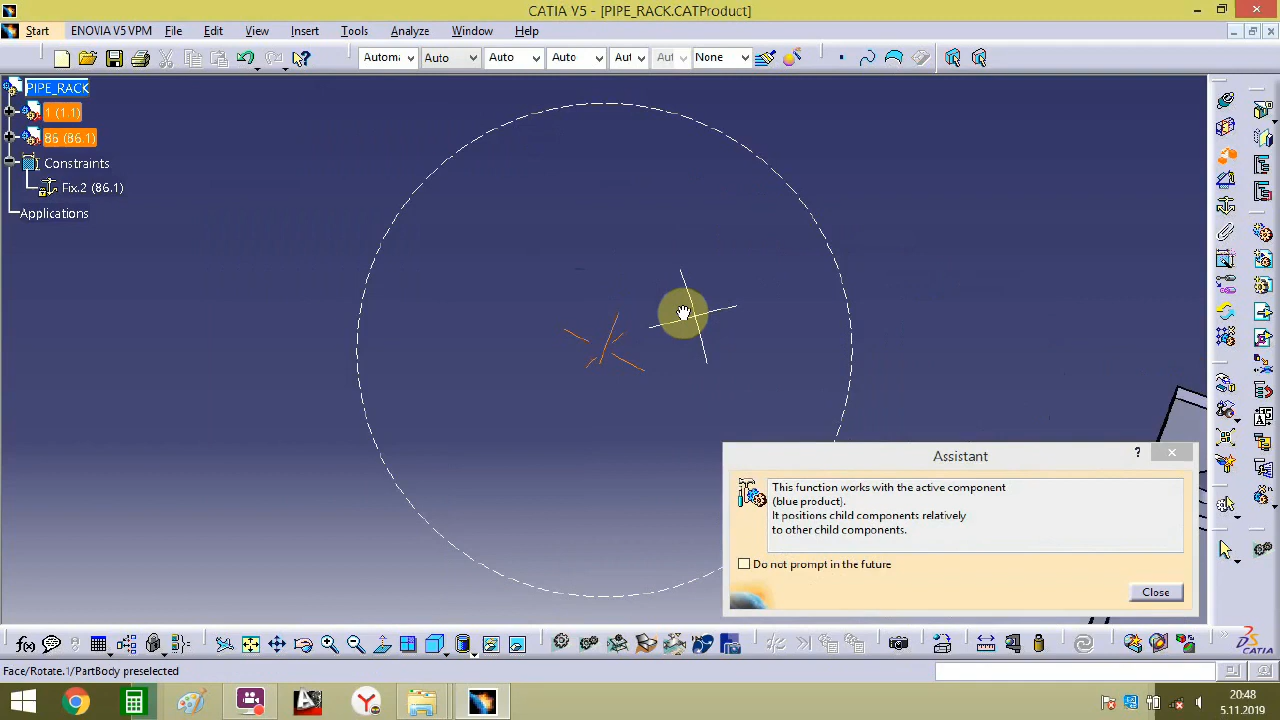 CATIA V5 - [PIPE_RACK.CATProduct]
Start ENOVIA V5 VPM File Edit View Insert Tools Analyze Window Help
Autom Auto Auto Auto Aut Aut None
PIPE_RACK
1 (1.1)
86 (86.1)
Constraints
Fix.2 (86.1)
Applications
Assistant
?
This function works with the active component
(blue product).
It positions child components relatively
to other child components.
Do not prompt in the future
Close
CATIA
Face/Rotate.1/PartBody preselected
20:48
5.11.2019